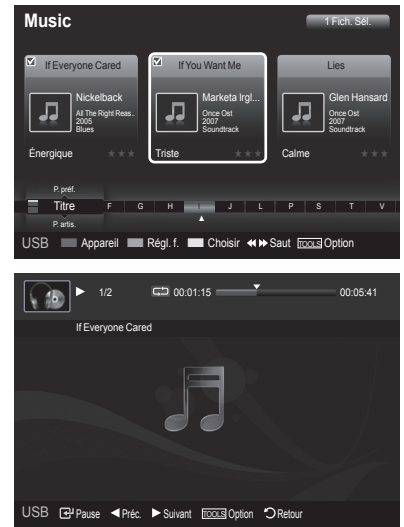 Music
1 Fich. Sél.
If Everyone Cared
If You Want Me
Lies
Nickelback
All The Right Reas..
2005
Blues
Marketa Irgl...
Once Ost
2007
Soundtrack
Glen Hansard
Once Ost
2007
Soundtrack
Énergique
Triste
Calme
P. préf.
Titre F G H I J L P S T V
P. artis.
USB Appareil Régl. f. Choisir Saut TOOLS Option
1/2 00:01:15 00:05:41
If Everyone Cared
USB Pause Préc. Suivant TOOLS Option Retour